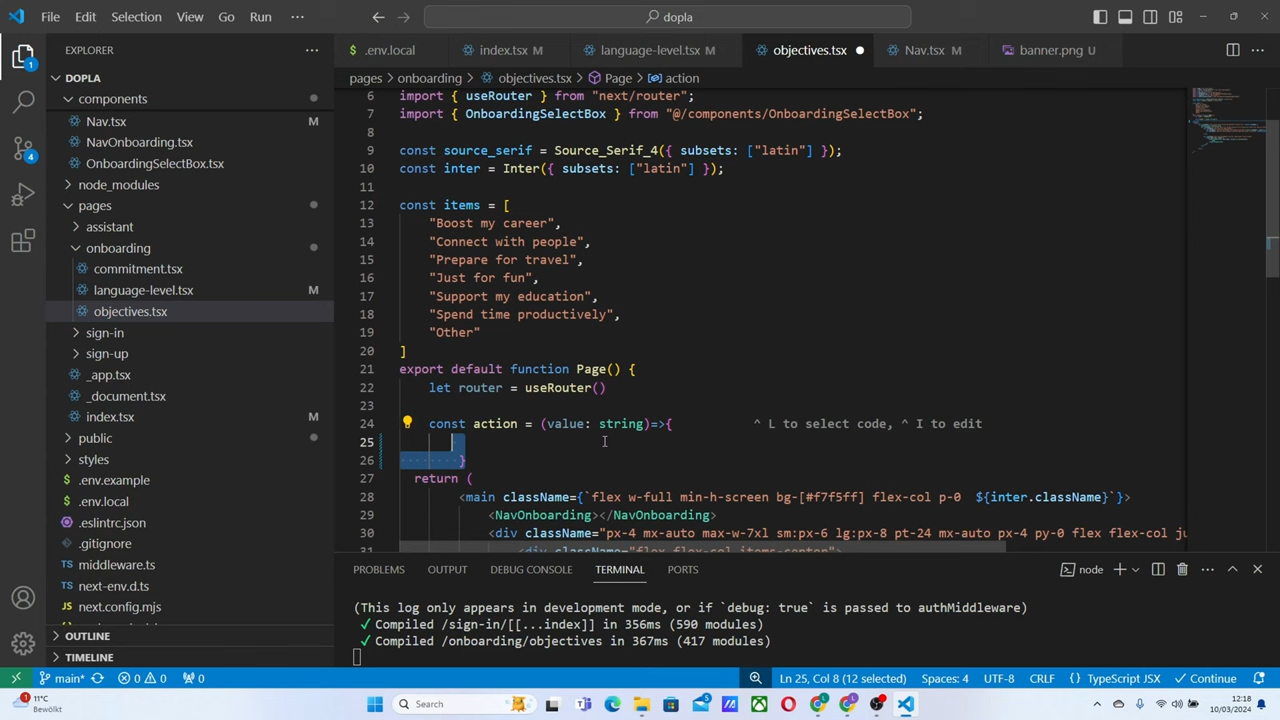 File Edit Selection View Go Run ··· dopla
EXPLORER ···
DOPLA
components
Nav.tsx M
NavOnboarding.tsx
OnboardingSelectBox.tsx
node_modules
pages
assistant
onboarding
commitment.tsx
language-level.tsx M
objectives.tsx
sign-in
sign-up
_app.tsx
_document.tsx
index.tsx M
public
styles
.env.example
.env.local
.eslintrc.json
.gitignore
middleware.ts
next-env.d.ts
next.config.mjs
OUTLINE
TIMELINE
1
4
.env.local index.tsx M language-level.tsx M objectives.tsx Nav.tsx M banner.png U
pages > onboarding > objectives.tsx > Page > action
6 import { useRouter } from "next/router";
7 import { OnboardingSelectBox } from "@/components/OnboardingSelectBox";
8
9 const source_serif = Source_Serif_4({ subsets: ["latin"] });
10 const inter = Inter({ subsets: ["latin"] });
11
12 const items = [
13 "Boost my career",
14 "Connect with people",
15 "Prepare for travel",
16 "Just for fun",
17 "Support my education",
18 "Spend time productively",
19 "Other"
20 ]
21 export default function Page() {
22 let router = useRouter()
23
24 const action = (value: string)=>{ ^ L to select code, ^ I to edit
25
26 }
27 return (
28 <main className={`flex w-full min-h-screen bg-[#f7f5ff] flex-col p-0 ${inter.className}`}>
29 <NavOnboarding></NavOnboarding>
30 <div className="px-4 mx-auto max-w-7xl sm:px-6 lg:px-8 pt-24 mx-auto px-4 py-0 flex flex-col ju
31 <div className="flex flex-col items-center">
PROBLEMS OUTPUT DEBUG CONSOLE TERMINAL PORTS node
(This log only appears in development mode, or if `debug: true` is passed to authMiddleware)
✓ Compiled /sign-in/[[...index]] in 356ms (590 modules)
✓ Compiled /onboarding/objectives in 367ms (417 modules)
main* 0 0 0 Ln 25, Col 8 (12 selected) Spaces: 4 UTF-8 CRLF {} TypeScript JSX Continue
1
11°C
Bewölkt
Search
12:18
10/03/2024